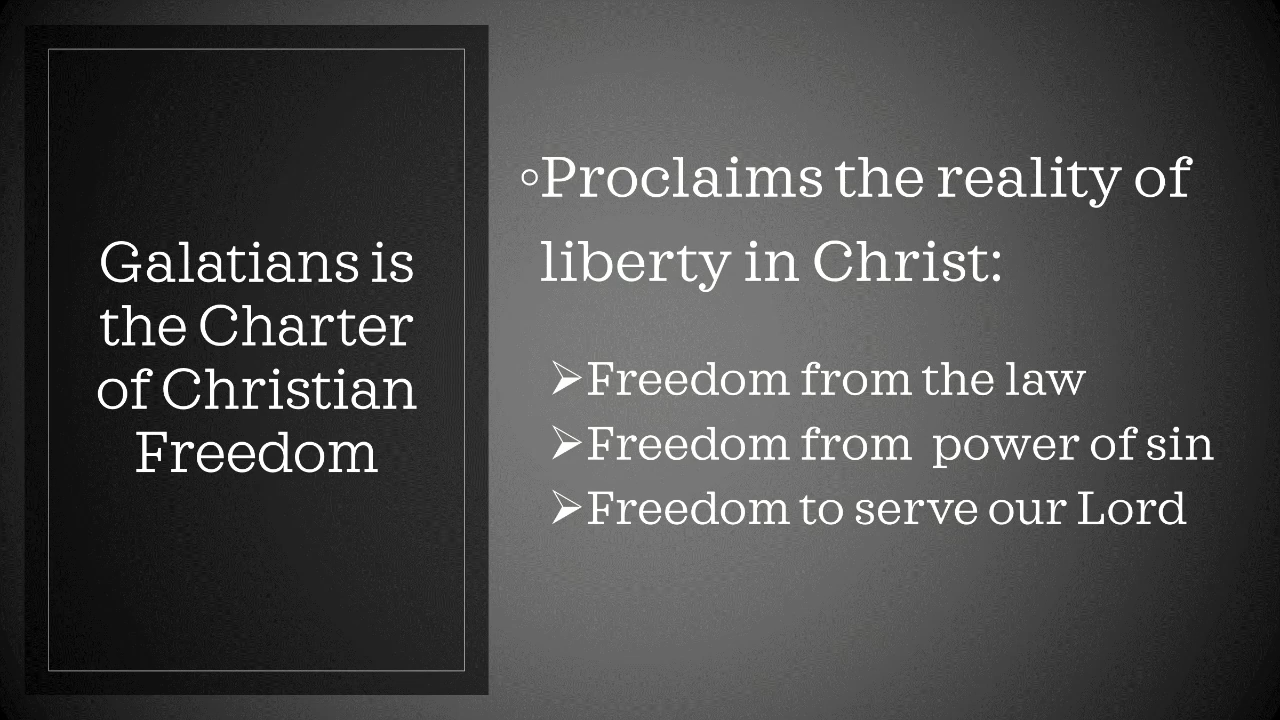 Galatians is
the Charter
of Christian
Freedom
◦Proclaims the reality of
liberty in Christ:
➢Freedom from the law
➢Freedom from  power of sin
➢Freedom to serve our Lord